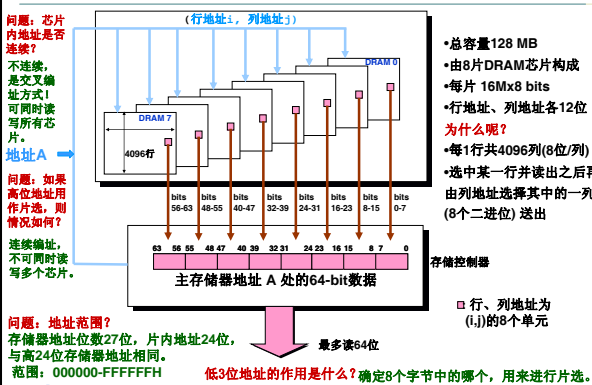 问题：芯片
内地址是否
连续？
不连续，
是交叉编
址方式！
可同时读
写所有芯
片。
地址A
问题：如果
高位地址用
作片选，则
情况如何？
连续编址，
不可同时读
写多个芯片。
(行地址i, 列地址j)
DRAM 0
DRAM 7
4096行
bits bits bits bits bits bits bits bits
56-63 48-55 40-47 32-39 24-31 16-23 8-15 0-7
63 56 55 48 47 40 39 32 31 24 23 16 15 8 7 0
主存储器地址 A 处的64-bit数据
存储控制器
•总容量128 MB
•由8片DRAM芯片构成
•每片 16Mx8 bits
•行地址、列地址各12位
为什么呢？
•每1行共4096列(8位/列)
•选中某一行并读出之后再
由列地址选择其中的一列
(8个二进位) 送出
行、列地址为
(i,j)的8个单元
最多读64位
问题：地址范围？
存储器地址位数27位，片内地址24位，
与高24位存储器地址相同。
范围：000000-FFFFFFH
低3位地址的作用是什么？确定8个字节中的哪个，用来进行片选。